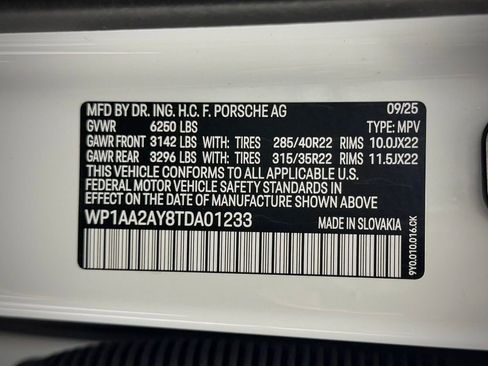 MFD BY DR. ING. H.C. F. PORSCHE AG 09/25
GVWR 6250 LBS TYPE: MPV
GAWR FRONT 3142 LBS WITH TIRES 285/40R22 RIMS 10.0JX22
GAWR REAR 3296 LBS WITH TIRES 315/35R22 RIMS 11.5JX22
THIS VEHICLE CONFORMS TO ALL APPLICABLE U.S.
FEDERAL MOTOR VEHICLE SAFETY STANDARDS IN
EFFECT ON THE DATE OF MANUFACTURE SHOWN ABOVE
WP1AA2AY8TDA01233 MADE IN SLOVAKIA
9Y0.010.016.CK